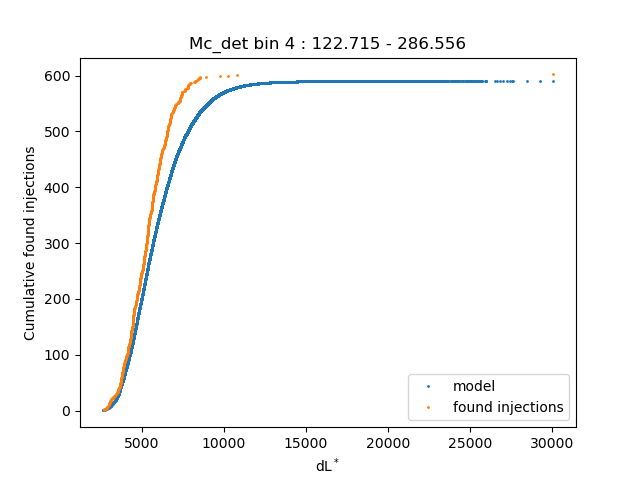 Mc_det bin 4 : 122.715 - 286.556
600
500
400
300
200
100
0
Cumulative found injections
5000 10000 15000 20000 25000 30000
dL*
model
found injections